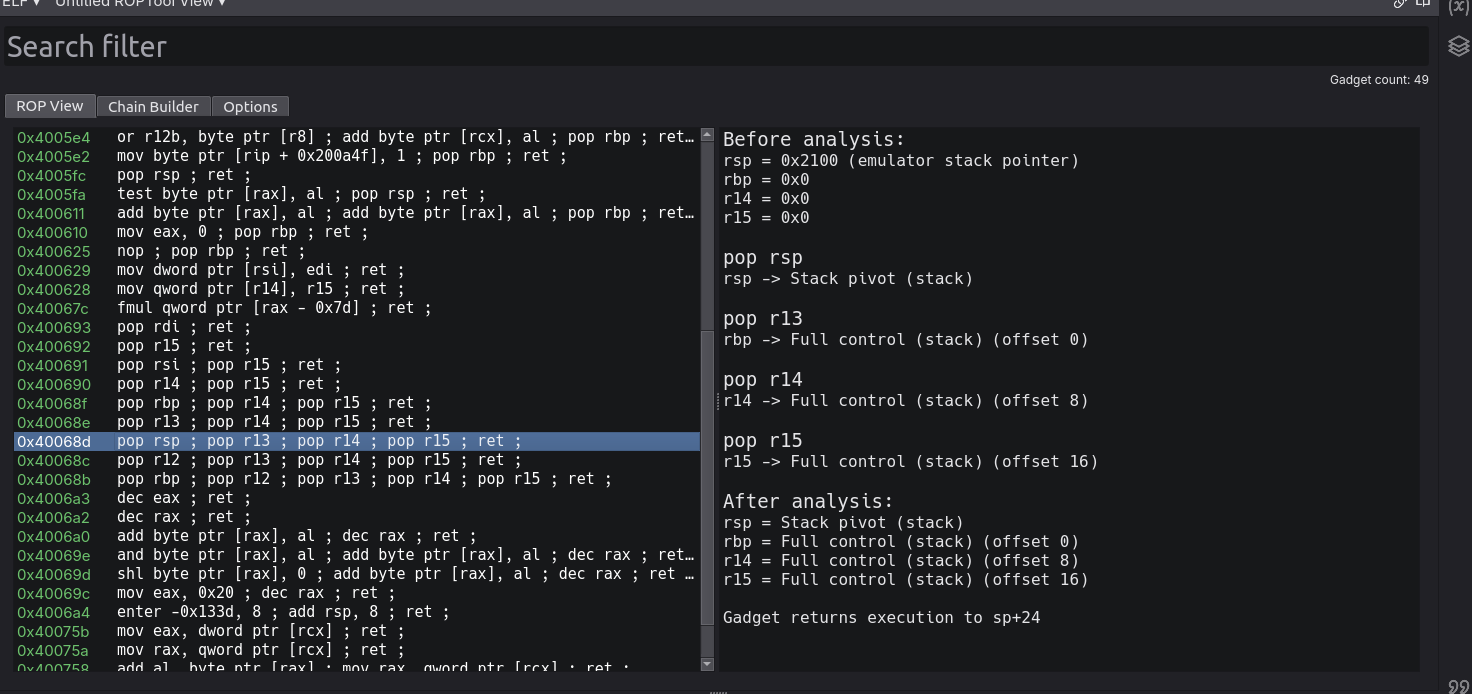 ELF ▾ Untitled ROPTool View ▾
Search filter
Gadget count: 49
ROP View Chain Builder Options
0x4005e4 or r12b, byte ptr [r8] ; add byte ptr [rcx], al ; pop rbp ; ret…
0x4005e2 mov byte ptr [rip + 0x200a4f], 1 ; pop rbp ; ret ;
0x4005fc pop rsp ; ret ;
0x4005fa test byte ptr [rax], al ; pop rsp ; ret ;
0x400611 add byte ptr [rax], al ; add byte ptr [rax], al ; pop rbp ; ret…
0x400610 mov eax, 0 ; pop rbp ; ret ;
0x400625 nop ; pop rbp ; ret ;
0x400629 mov dword ptr [rsi], edi ; ret ;
0x400628 mov qword ptr [r14], r15 ; ret ;
0x40067c fmul qword ptr [rax - 0x7d] ; ret ;
0x400693 pop rdi ; ret ;
0x400692 pop r15 ; ret ;
0x400691 pop rsi ; pop r15 ; ret ;
0x400690 pop r14 ; pop r15 ; ret ;
0x40068f pop rbp ; pop r14 ; pop r15 ; ret ;
0x40068e pop r13 ; pop r14 ; pop r15 ; ret ;
0x40068d pop rsp ; pop r13 ; pop r14 ; pop r15 ; ret ;
0x40068c pop r12 ; pop r13 ; pop r14 ; pop r15 ; ret ;
0x40068b pop rbp ; pop r12 ; pop r13 ; pop r14 ; pop r15 ; ret ;
0x4006a3 dec eax ; ret ;
0x4006a2 dec rax ; ret ;
0x4006a0 add byte ptr [rax], al ; dec rax ; ret ;
0x40069e and byte ptr [rax], al ; add byte ptr [rax], al ; dec rax ; ret…
0x40069d shl byte ptr [rax], 0 ; add byte ptr [rax], al ; dec rax ; ret …
0x40069c mov eax, 0x20 ; dec rax ; ret ;
0x4006a4 enter -0x133d, 8 ; add rsp, 8 ; ret ;
0x40075b mov eax, dword ptr [rcx] ; ret ;
0x40075a mov rax, qword ptr [rcx] ; ret ;
0x400758 add al, byte ptr [rax] ; mov rax, qword ptr [rcx] ; ret ;
Before analysis:
rsp = 0x2100 (emulator stack pointer)
rbp = 0x0
r14 = 0x0
r15 = 0x0
pop rsp
rsp -> Stack pivot (stack)
pop r13
rbp -> Full control (stack) (offset 0)
pop r14
r14 -> Full control (stack) (offset 8)
pop r15
r15 -> Full control (stack) (offset 16)
After analysis:
rsp = Stack pivot (stack)
rbp = Full control (stack) (offset 0)
r14 = Full control (stack) (offset 8)
r15 = Full control (stack) (offset 16)
Gadget returns execution to sp+24